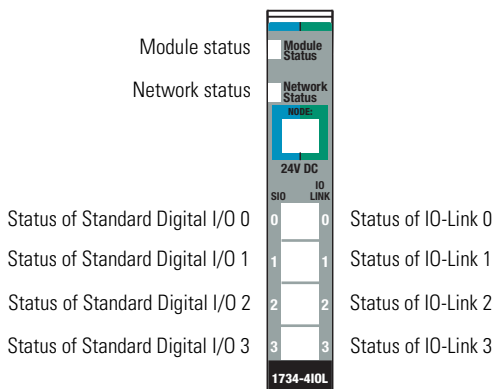 Module status
Module
Status
Network status
Network
Status
NODE:
24V DC
IO
SIO LINK
Status of Standard Digital I/O 0 0 0 Status of IO-Link 0
Status of Standard Digital I/O 1 1 1 Status of IO-Link 1
Status of Standard Digital I/O 2 2 2 Status of IO-Link 2
Status of Standard Digital I/O 3 3 3 Status of IO-Link 3
1734-4IOL